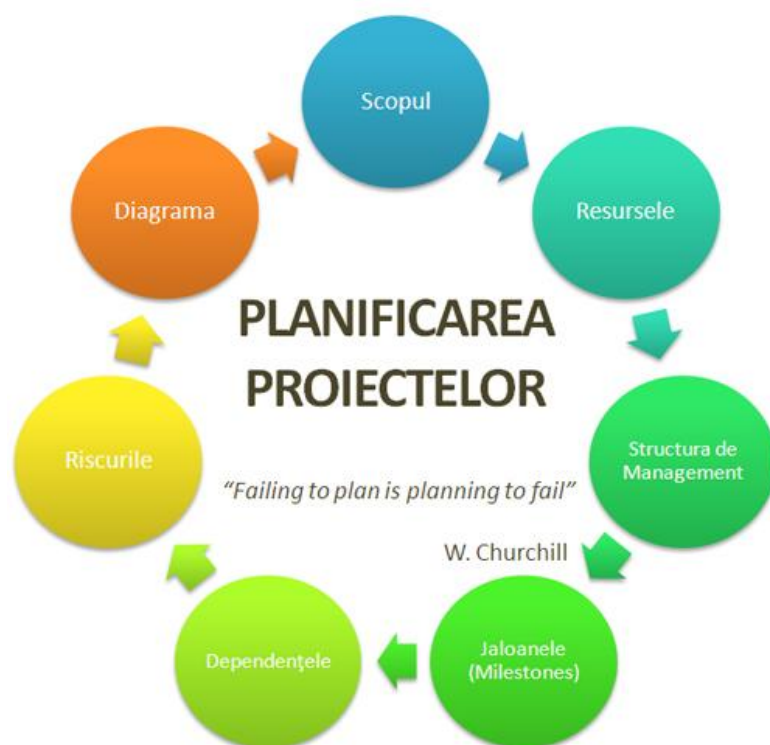 Scopul
Resursele
Structura de
Management
Jaloanele
(Milestones)
Dependențele
Riscurile
Diagrama
PLANIFICAREA
PROIECTELOR
“Failing to plan is planning to fail”
W. Churchill